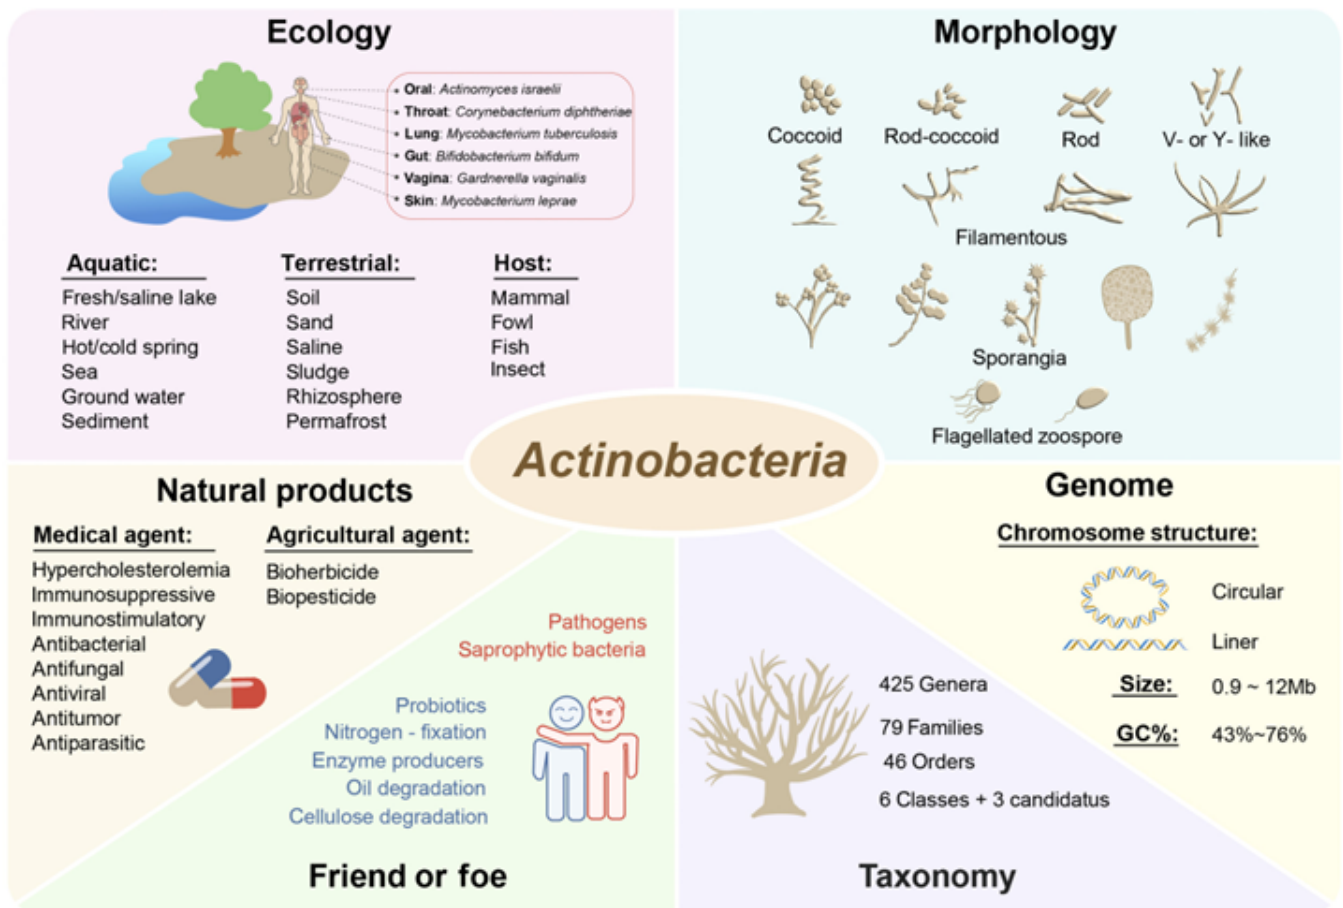 Ecology
Oral: Actinomyces israelii
Throat: Corynebacterium diphtheriae
Lung: Mycobacterium tuberculosis
Gut: Bifidobacterium bifidum
Vagina: Gardnerella vaginalis
Skin: Mycobacterium leprae
Aquatic:
Fresh/saline lake
River
Hot/cold spring
Sea
Ground water
Sediment
Terrestrial:
Soil
Sand
Saline
Sludge
Rhizosphere
Permafrost
Host:
Mammal
Fowl
Fish
Insect
Morphology
Coccoid
Rod-coccoid
Rod
V- or Y- like
Filamentous
Sporangia
Flagellated zoospore
Actinobacteria
Natural products
Medical agent:
Hypercholesterolemia
Immunosuppressive
Immunostimulatory
Antibacterial
Antifungal
Antiviral
Antitumor
Antiparasitic
Agricultural agent:
Bioherbicide
Biopesticide
Pathogens
Saprophytic bacteria
Probiotics
Nitrogen - fixation
Enzyme producers
Oil degradation
Cellulose degradation
Friend or foe
425 Genera
79 Families
46 Orders
6 Classes + 3 candidatus
Taxonomy
Genome
Chromosome structure:
Circular
Liner
Size: 0.9 ~ 12Mb
GC%: 43%~76%